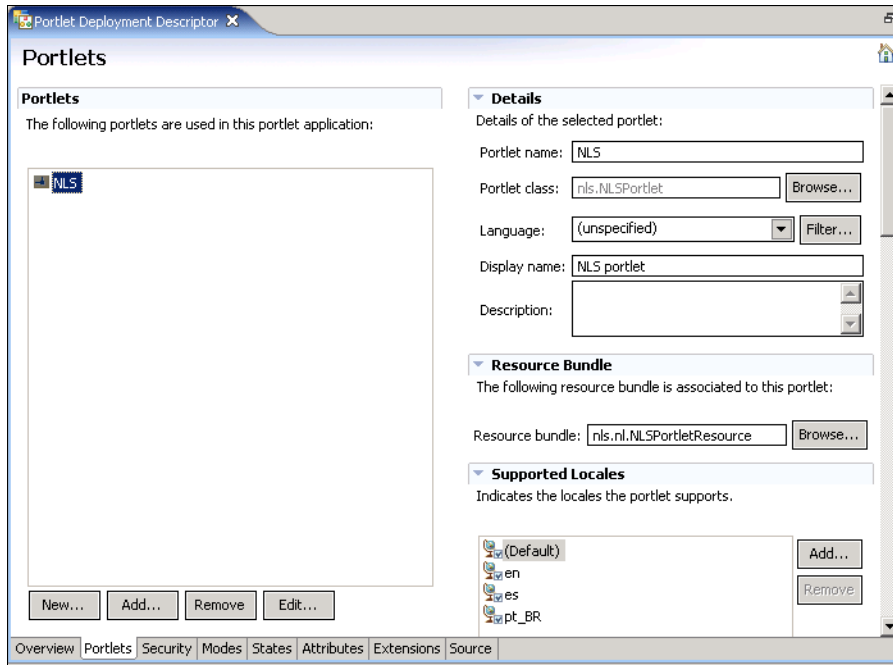 Portlet Deployment Descriptor
Portlets
Portlets
The following portlets are used in this portlet application:
NLS
New...
Add...
Remove
Edit...
Details
Details of the selected portlet:
Portlet name:
NLS
Portlet class:
nls.NLSPortlet
Browse...
Language:
(unspecified)
Filter...
Display name:
NLS portlet
Description:
Resource Bundle
The following resource bundle is associated to this portlet:
Resource bundle:
nls.nl.NLSPortletResource
Browse...
Supported Locales
Indicates the locales the portlet supports.
(Default)
en
es
pt_BR
Add...
Remove
Overview Portlets Security Modes States Attributes Extensions Source